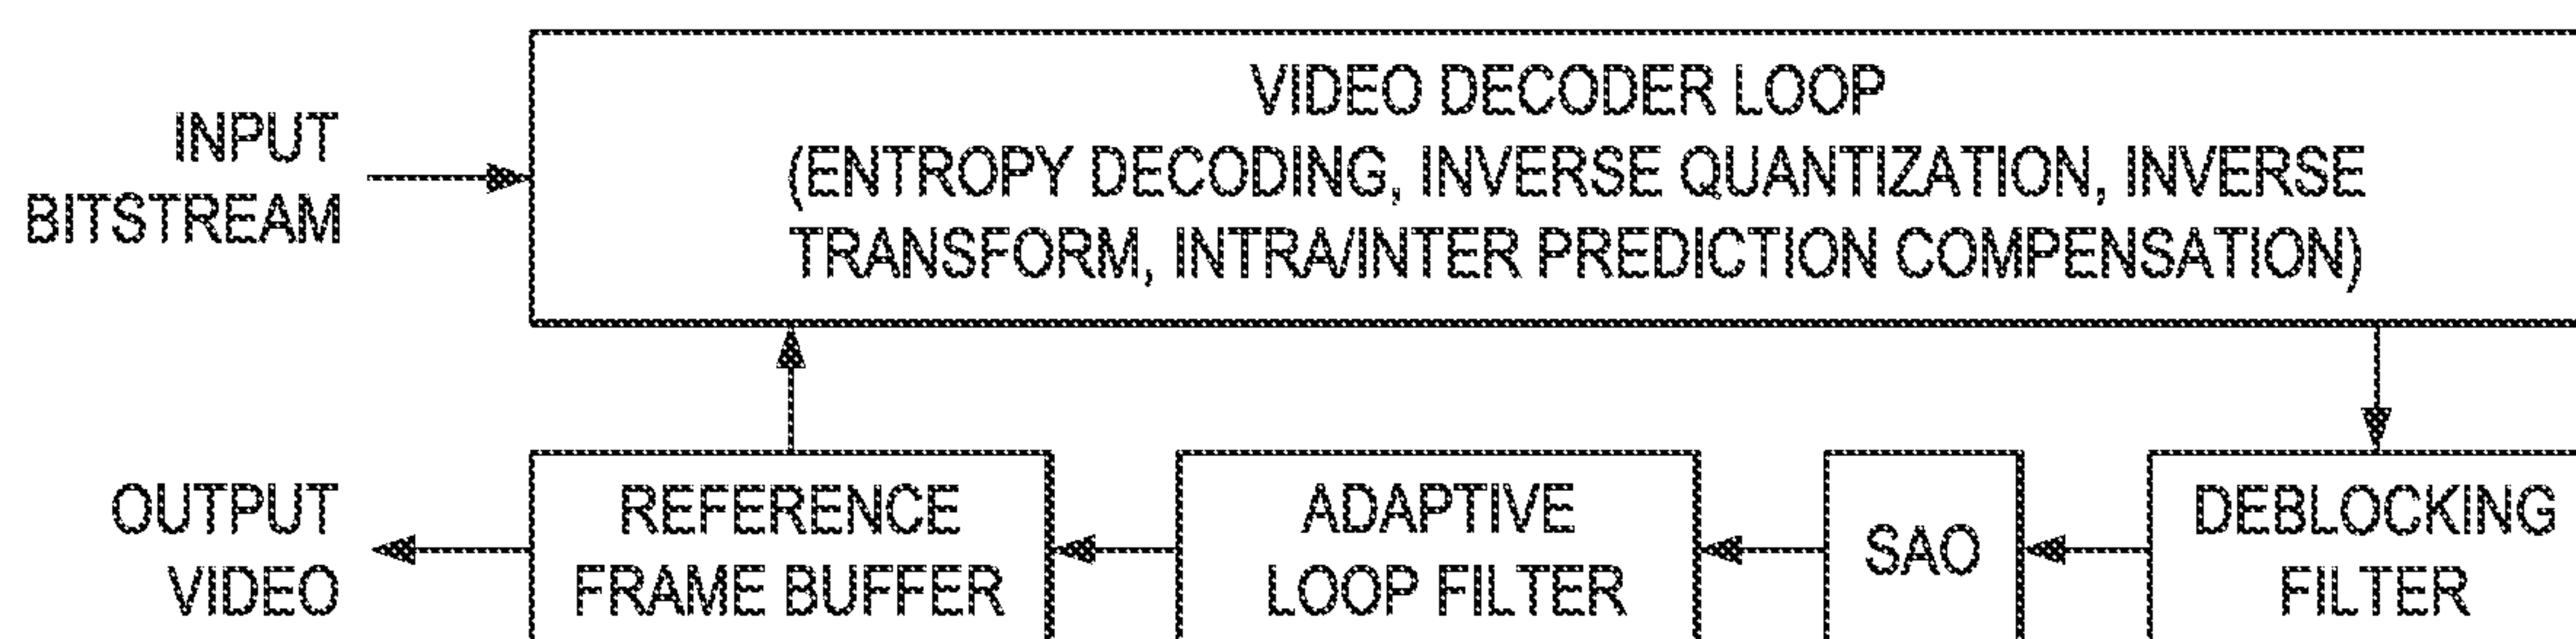 VIDEO DECODER LOOP
(ENTROPY DECODING, INVERSE QUANTIZATION, INVERSE
TRANSFORM, INTRA/INTER PREDICTION COMPENSATION)
INPUT
BITSTREAM
OUTPUT
VIDEO
REFERENCE
FRAME BUFFER
ADAPTIVE
LOOP FILTER
SAO
DEBLOCKING
FILTER